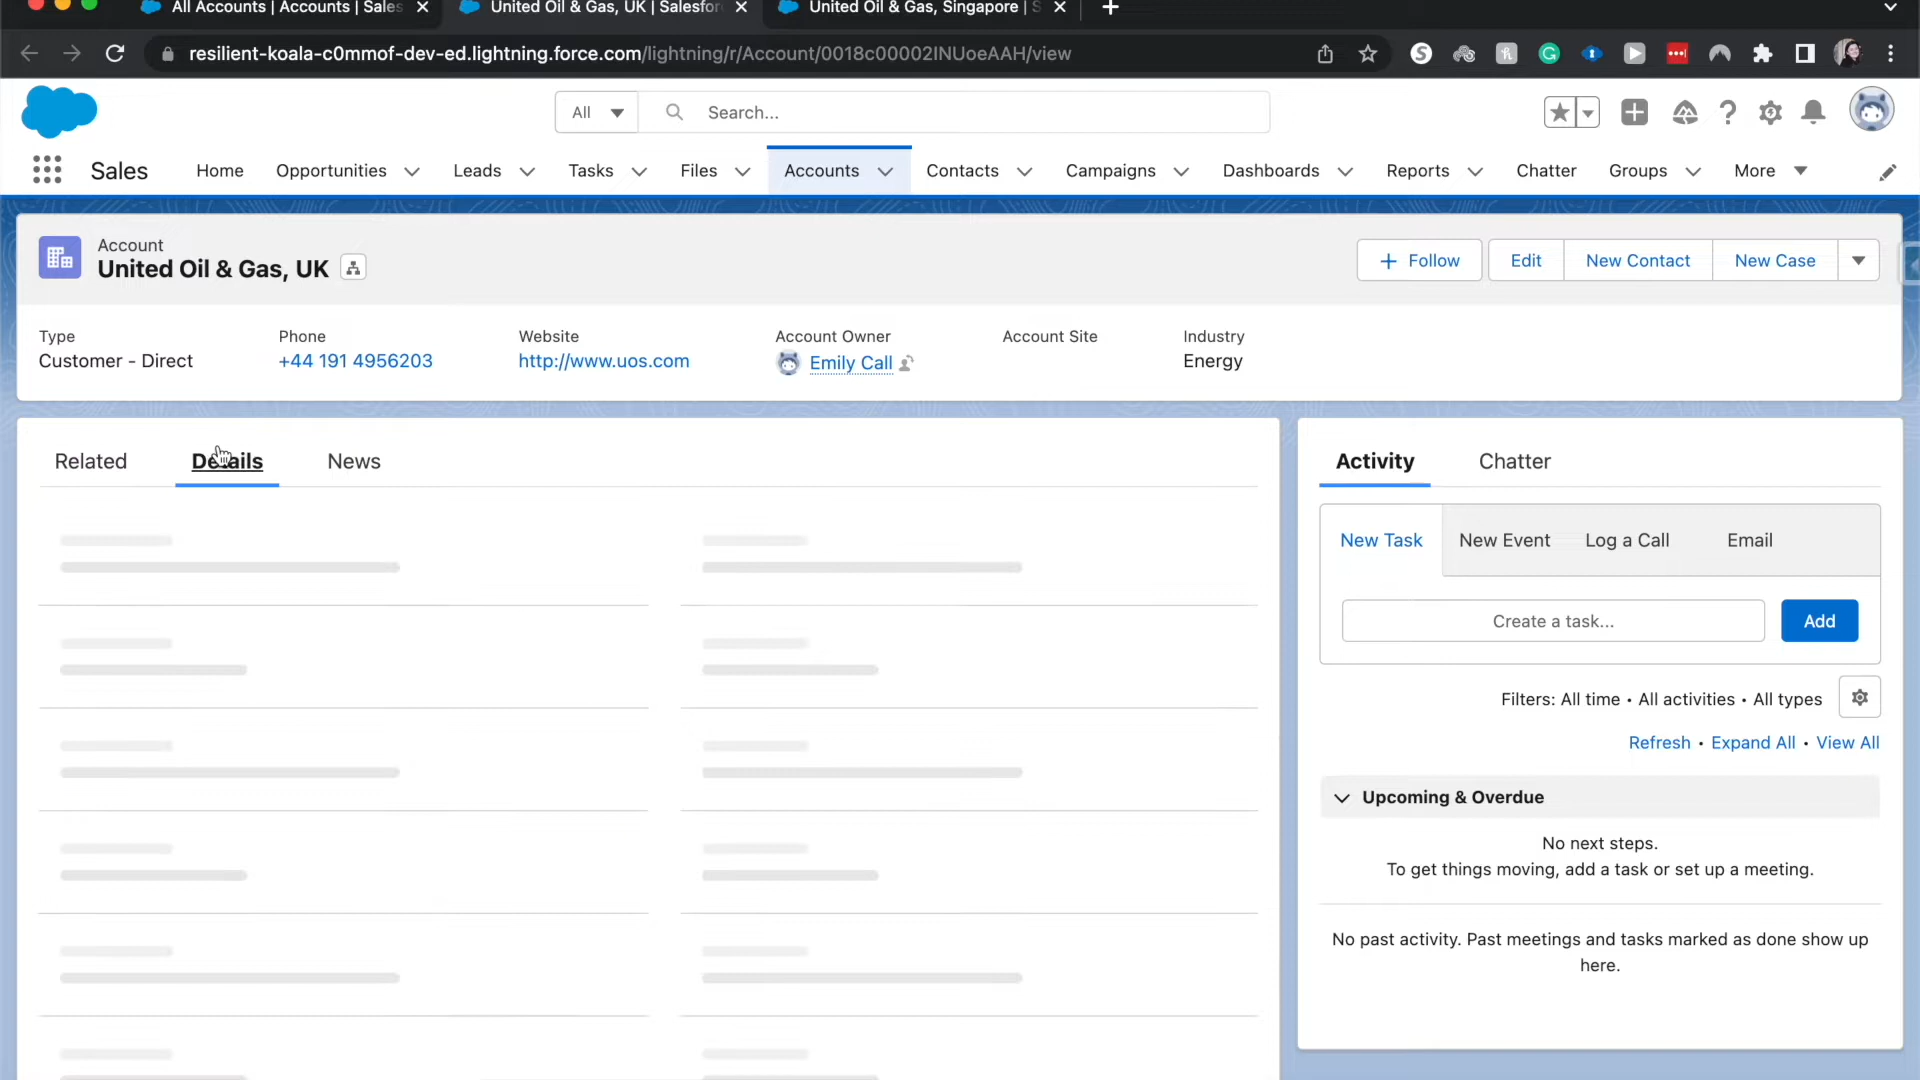 All Accounts | Accounts | Sales
United Oil & Gas, UK | Salesfor
United Oil & Gas, Singapore | S
resilient-koala-c0mmof-dev-ed.lightning.force.com/lightning/r/Account/0018c00002INUoeAAH/view
All
Search...
Sales
Home
Opportunities
Leads
Tasks
Files
Accounts
Contacts
Campaigns
Dashboards
Reports
Chatter
Groups
More
Account
United Oil & Gas, UK
Follow
Edit
New Contact
New Case
Type
Customer - Direct
Phone
+44 191 4956203
Website
http://www.uos.com
Account Owner
Emily Call
Account Site
Industry
Energy
Related
Details
News
Activity
Chatter
New Task
New Event
Log a Call
Email
Create a task...
Add
Filters: All time • All activities • All types
Refresh • Expand All • View All
Upcoming & Overdue
No next steps.
To get things moving, add a task or set up a meeting.
No past activity. Past meetings and tasks marked as done show up
here.